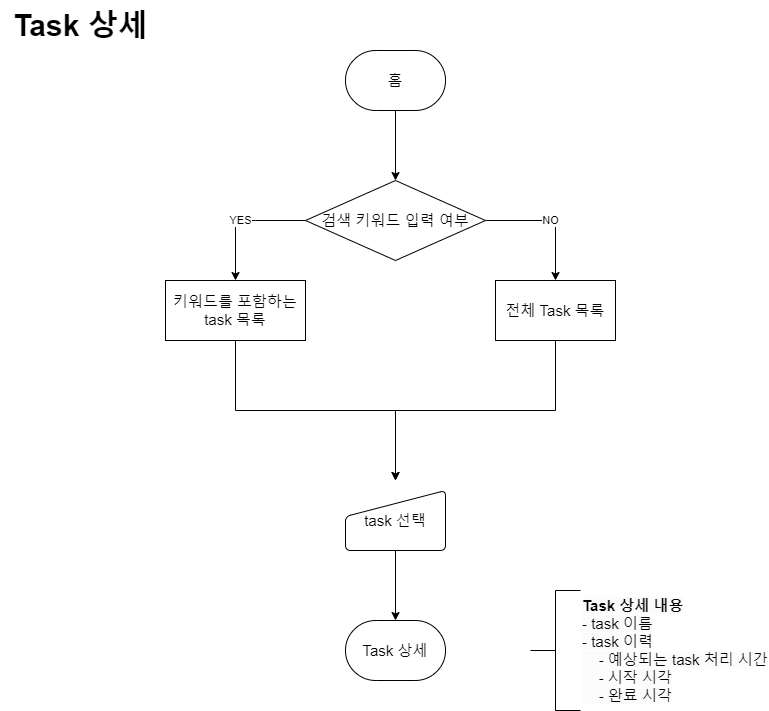 Task 상세
홈
검색 키워드 입력 여부
YES
NO
키워드를 포함하는
task 목록
전체 Task 목록
task 선택
Task 상세
Task 상세 내용
- task 이름
- task 이력
- 예상되는 task 처리 시간
- 시작 시각
- 완료 시각